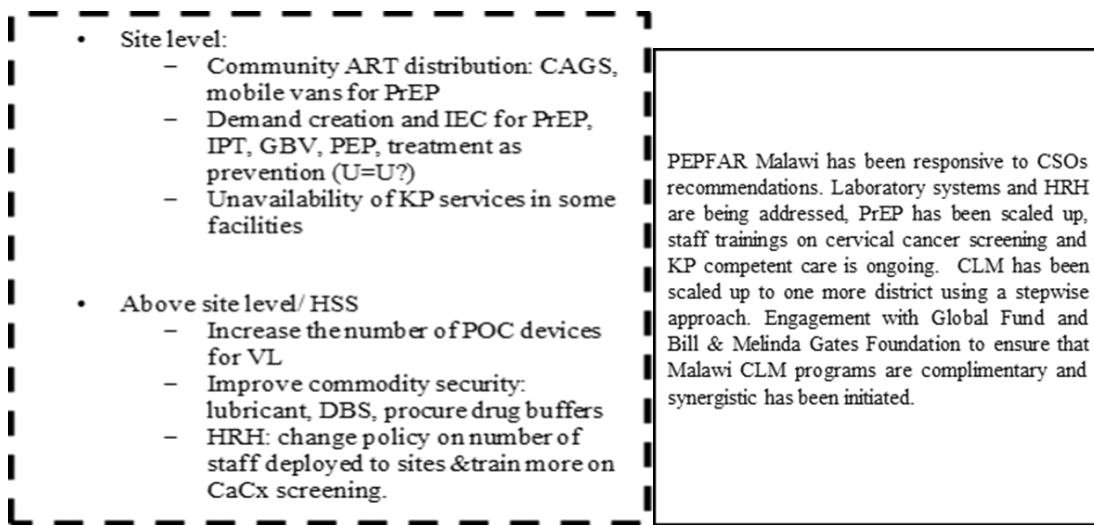 • Site level:
– Community ART distribution: CAGS,
mobile vans for PrEP
– Demand creation and IEC for PrEP,
IPT, GBV, PEP, treatment as
prevention (U=U?)
– Unavailability of KP services in some
facilities
• Above site level/ HSS
– Increase the number of POC devices
for VL
– Improve commodity security:
lubricant, DBS, procure drug buffers
– HRH: change policy on number of
staff deployed to sites &train more on
CaCx screening.
PEPFAR Malawi has been responsive to CSOs
recommendations. Laboratory systems and HRH
are being addressed, PrEP has been scaled up,
staff trainings on cervical cancer screening and
KP competent care is ongoing. CLM has been
scaled up to one more district using a stepwise
approach. Engagement with Global Fund and
Bill & Melinda Gates Foundation to ensure that
Malawi CLM programs are complimentary and
synergistic has been initiated.